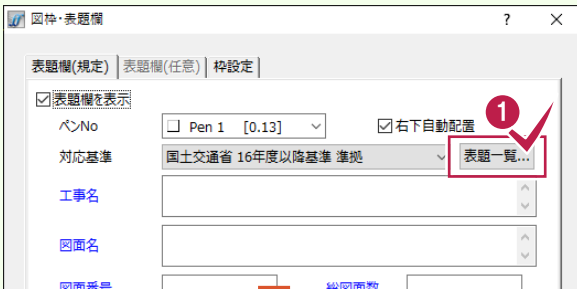 図枠・表題欄 ? ×
表題欄(規定) 表題欄(任意) 枠設定
表題欄を表示
1
ペンNo Pen 1 [0.13] 右下自動配置
対応基準 国土交通省 16年度以降基準 準拠 表題一覧...
工事名
図面名
図面番号 総図面数